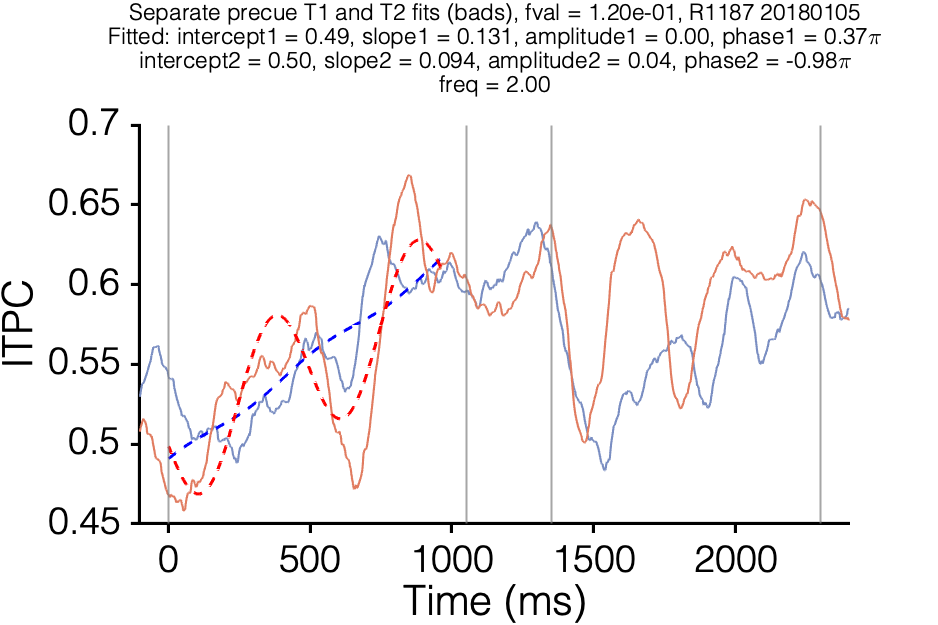 Separate precue T1 and T2 fits (bads), fval = 1.20e-01, R1187 20180105
Fitted: intercept1 = 0.49, slope1 = 0.131, amplitude1 = 0.00, phase1 = 0.37π
intercept2 = 0.50, slope2 = 0.094, amplitude2 = 0.04, phase2 = -0.98π
freq = 2.00
0.7
0.65
0.6
0.55
0.5
0.45
ITPC
0 500 1000 1500 2000
Time (ms)